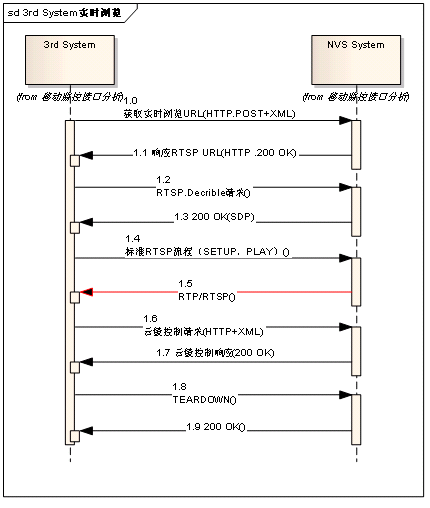 sd 3rd System实时浏览
3rd System
NVS System
(from 移动监控接口分析)
(from 移动监控接口分析)
1.0
获取实时浏览URL(HTTP.POST+XML)
1.1 响应RTSP URL(HTTP .200 OK)
1.2
RTSP.Decrible请求()
1.3 200 OK(SDP)
1.4
标准RTSP流程（SETUP、PLAY）()
1.5
RTP/RTSP()
1.6
云镜控制请求(HTTP+XML)
1.7 云镜控制响应(200 OK)
1.8
TEARDOWN()
1.9 200 OK()